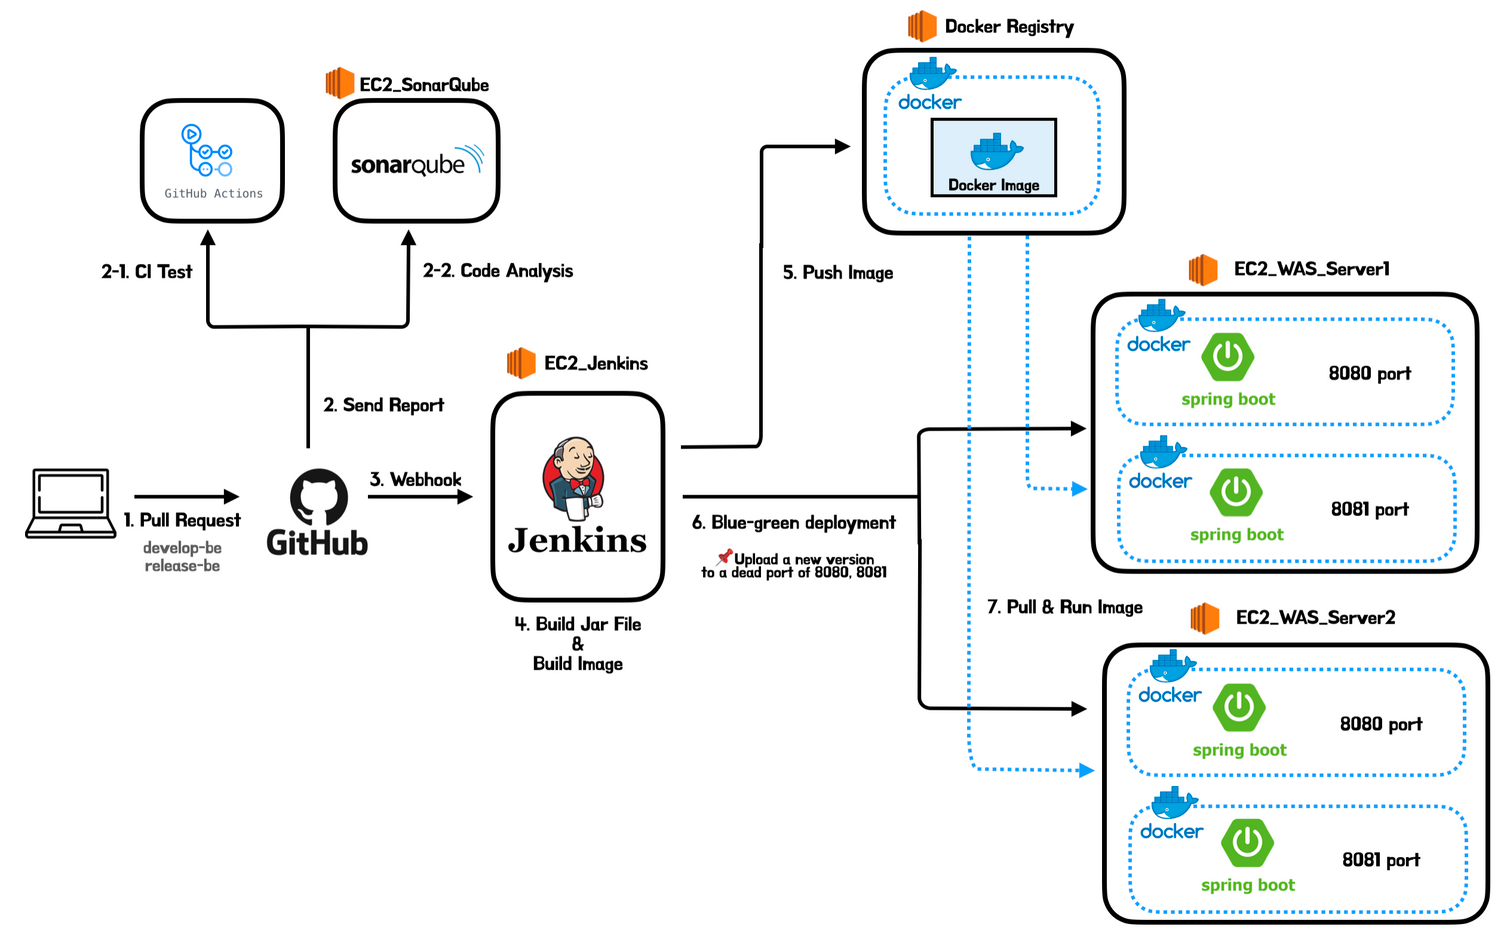 Docker Registry
docker
Docker Image
EC2_SonarQube
GitHub Actions
sonarqube
2-1. CI Test
2-2. Code Analysis
5. Push Image
EC2_WAS_Server1
docker
spring boot
8080 port
docker
spring boot
8081 port
EC2_Jenkins
2. Send Report
3. Webhook
1. Pull Request
develop-be
release-be
GitHub
Jenkins
4. Build Jar File
&
Build Image
6. Blue-green deployment
📌Upload a new version
to a dead port of 8080, 8081
7. Pull & Run Image
EC2_WAS_Server2
docker
spring boot
8080 port
docker
spring boot
8081 port